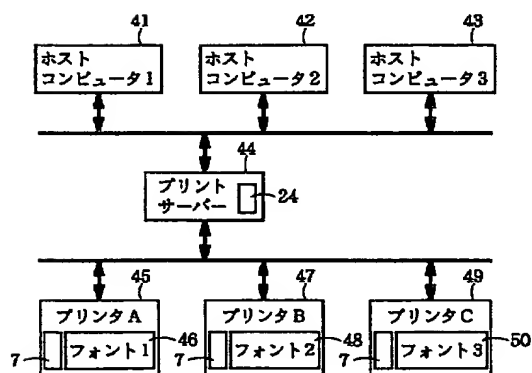 41
42
43
ホスト
コンピュータ1
ホスト
コンピュータ2
ホスト
コンピュータ3
44
プリント
サーバー
24
45
47
49
プリンタA
プリンタB
プリンタC
46
48
50
7
フォント1
7
フォント2
7
フォント3